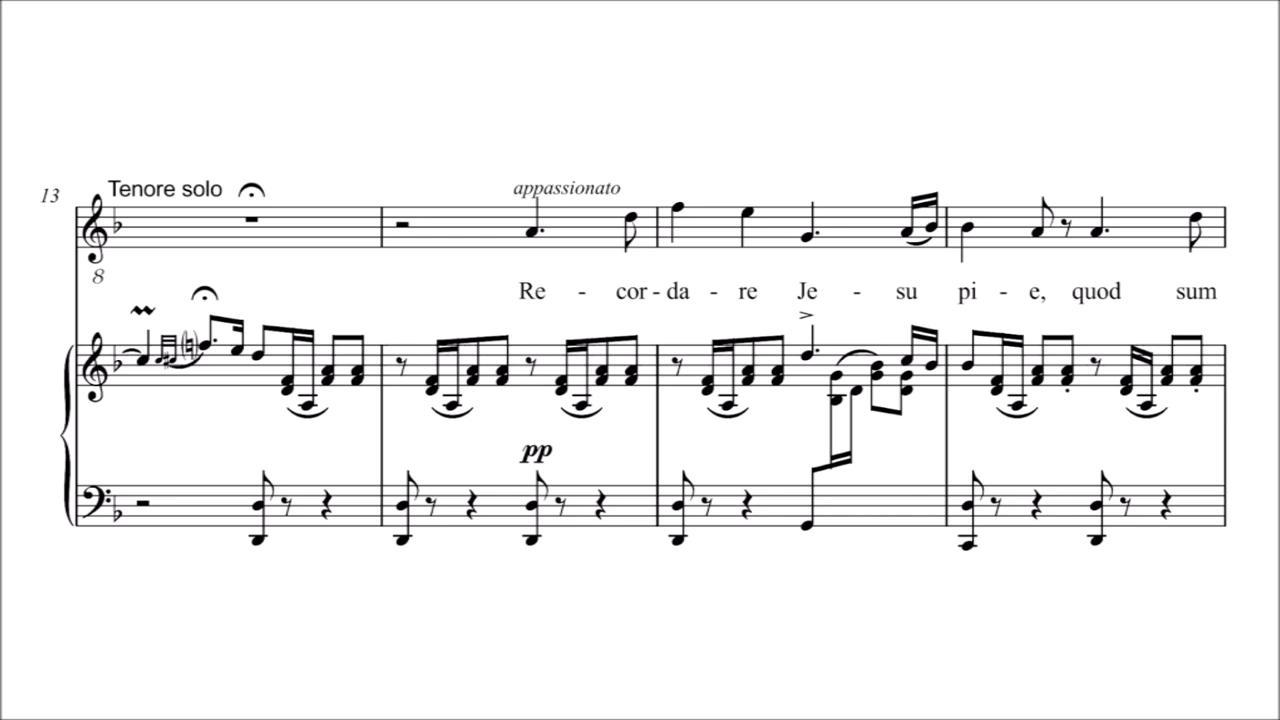 13
Tenore solo
appassionato
8
Re - cor - da - re Je - su pi - e, quod sum
pp